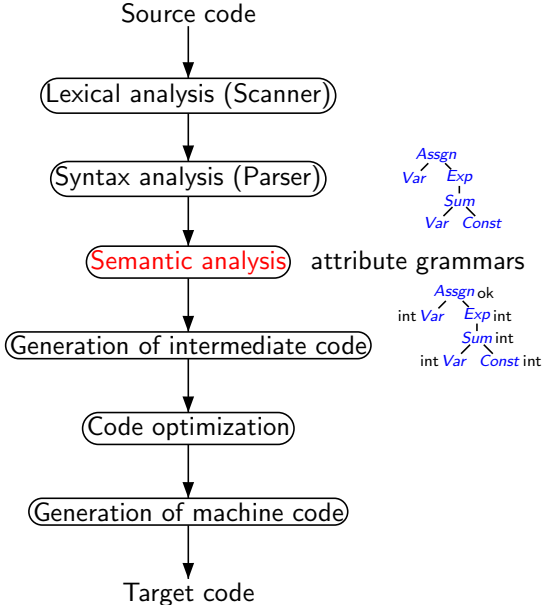 Source code
Lexical analysis (Scanner)
Syntax analysis (Parser)
Assgn
Var Exp
Sum
Var Const
Semantic analysis attribute grammars
Assgn ok
int Var Exp int
Sum int
int Var Const int
Generation of intermediate code
Code optimization
Generation of machine code
Target code